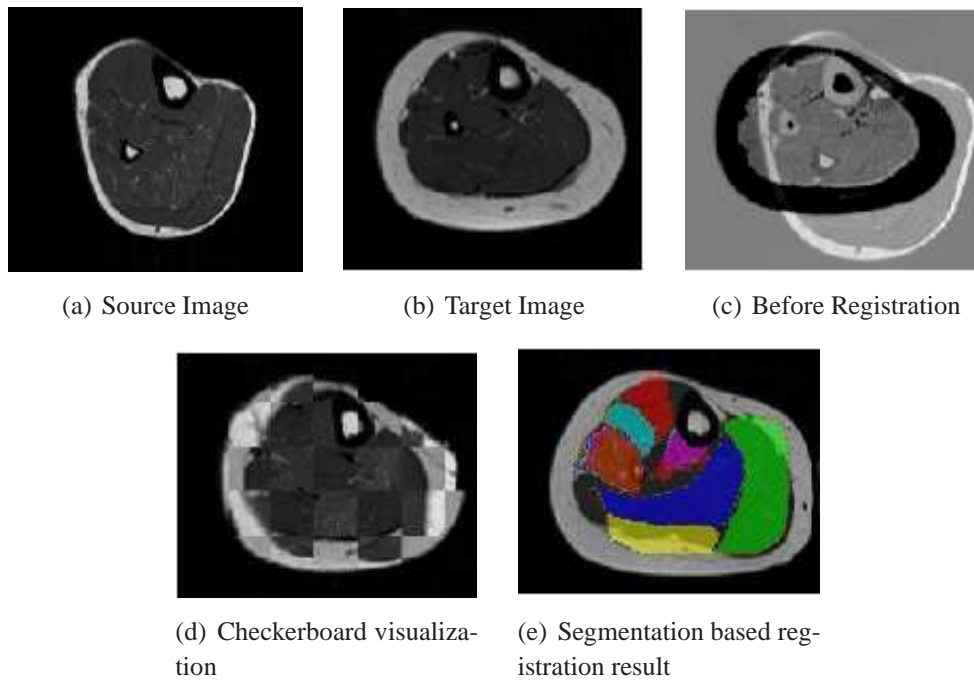 (a) Source Image
(b) Target Image
(c) Before Registration
(d) Checkerboard visualiza-
tion
(e) Segmentation based reg-
istration result